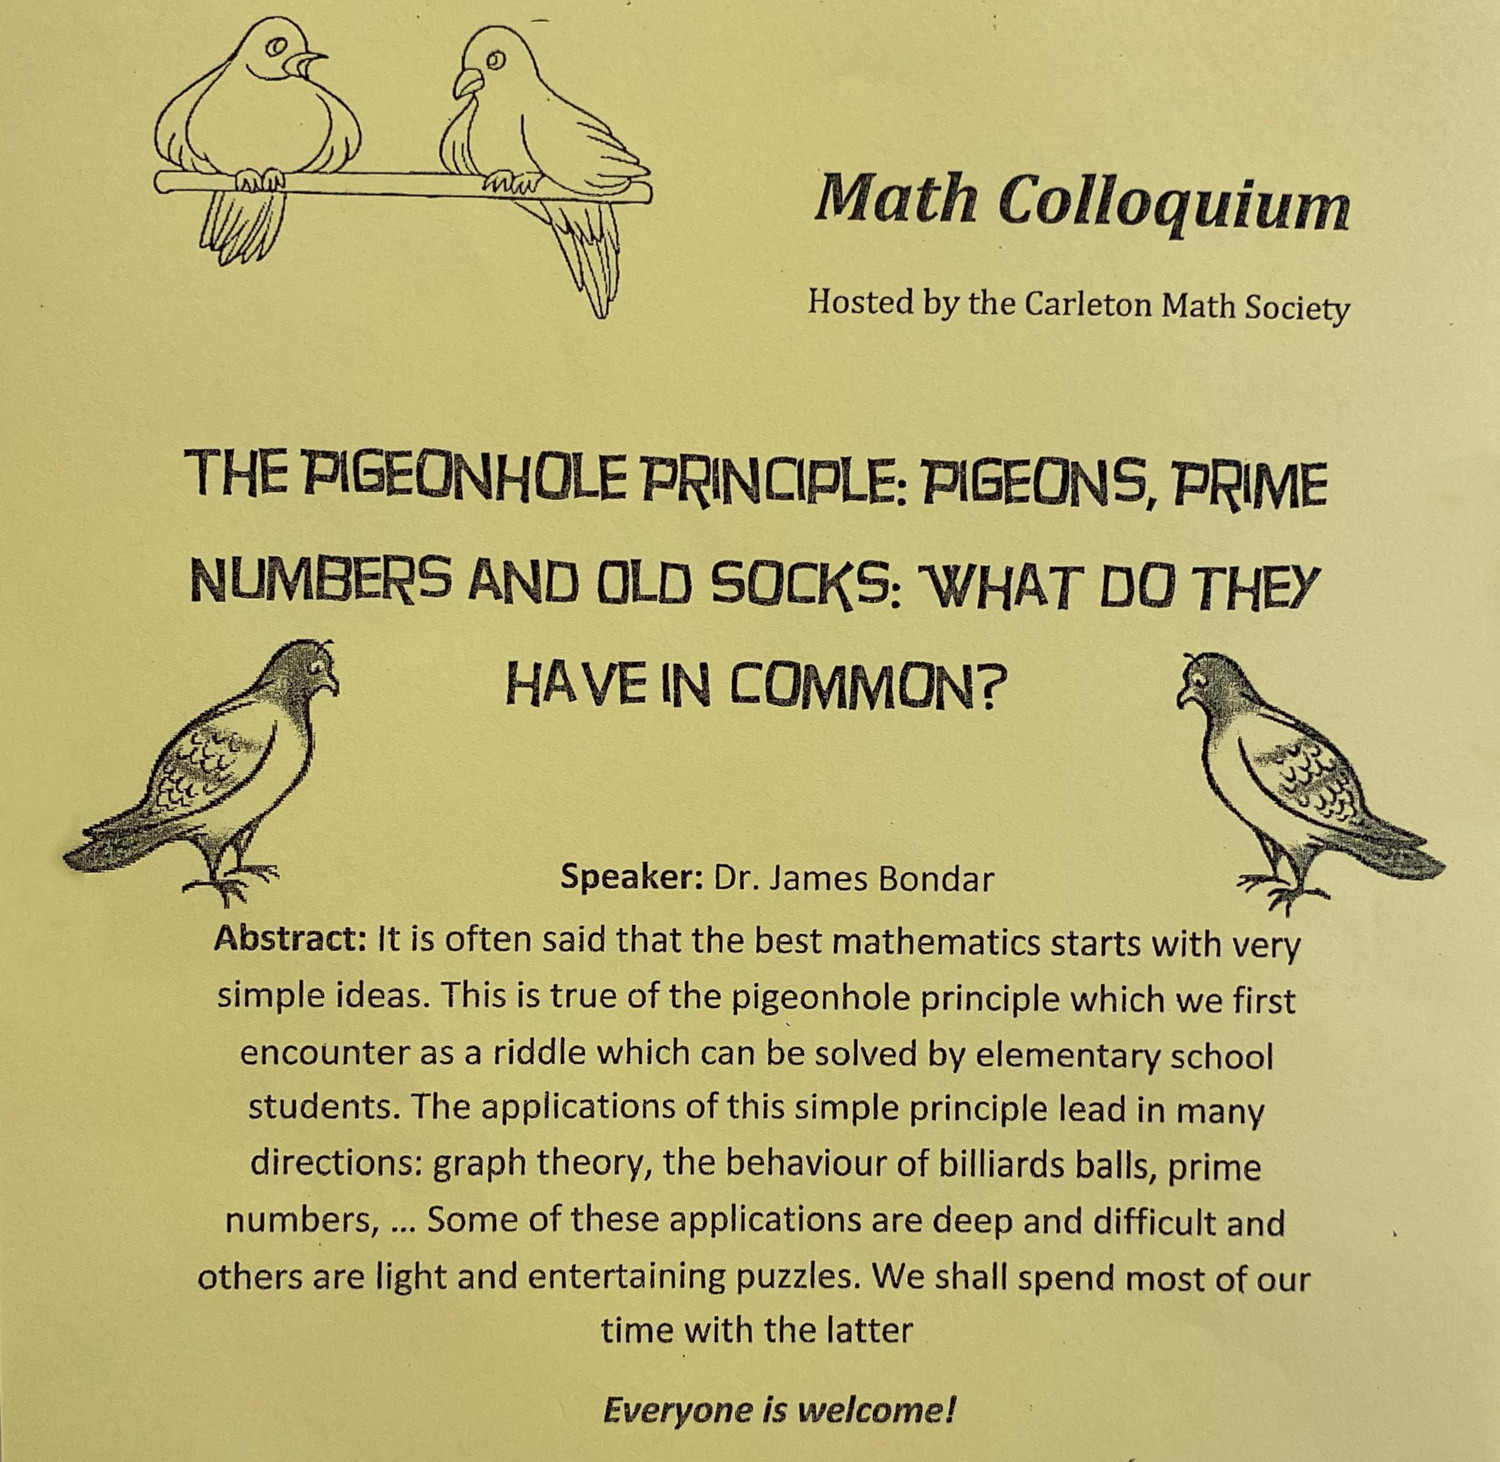 Math Colloquium
Hosted by the Carleton Math Society
THE PIGEONHOLE PRINCIPLE: PIGEONS, PRIME
NUMBERS AND OLD SOCKS: WHAT DO THEY
HAVE IN COMMON?
Speaker: Dr. James Bondar
Abstract: It is often said that the best mathematics starts with very
simple ideas. This is true of the pigeonhole principle which we first
encounter as a riddle which can be solved by elementary school
students. The applications of this simple principle lead in many
directions: graph theory, the behaviour of billiards balls, prime
numbers, ... Some of these applications are deep and difficult and
others are light and entertaining puzzles. We shall spend most of our
time with the latter
Everyone is welcome!